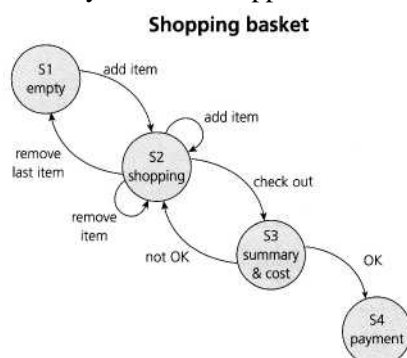 Shopping basket
S1
empty
add item
add item
S2
shopping
remove
last item
remove
item
check out
not OK
S3
summary
& cost
OK
S4
payment